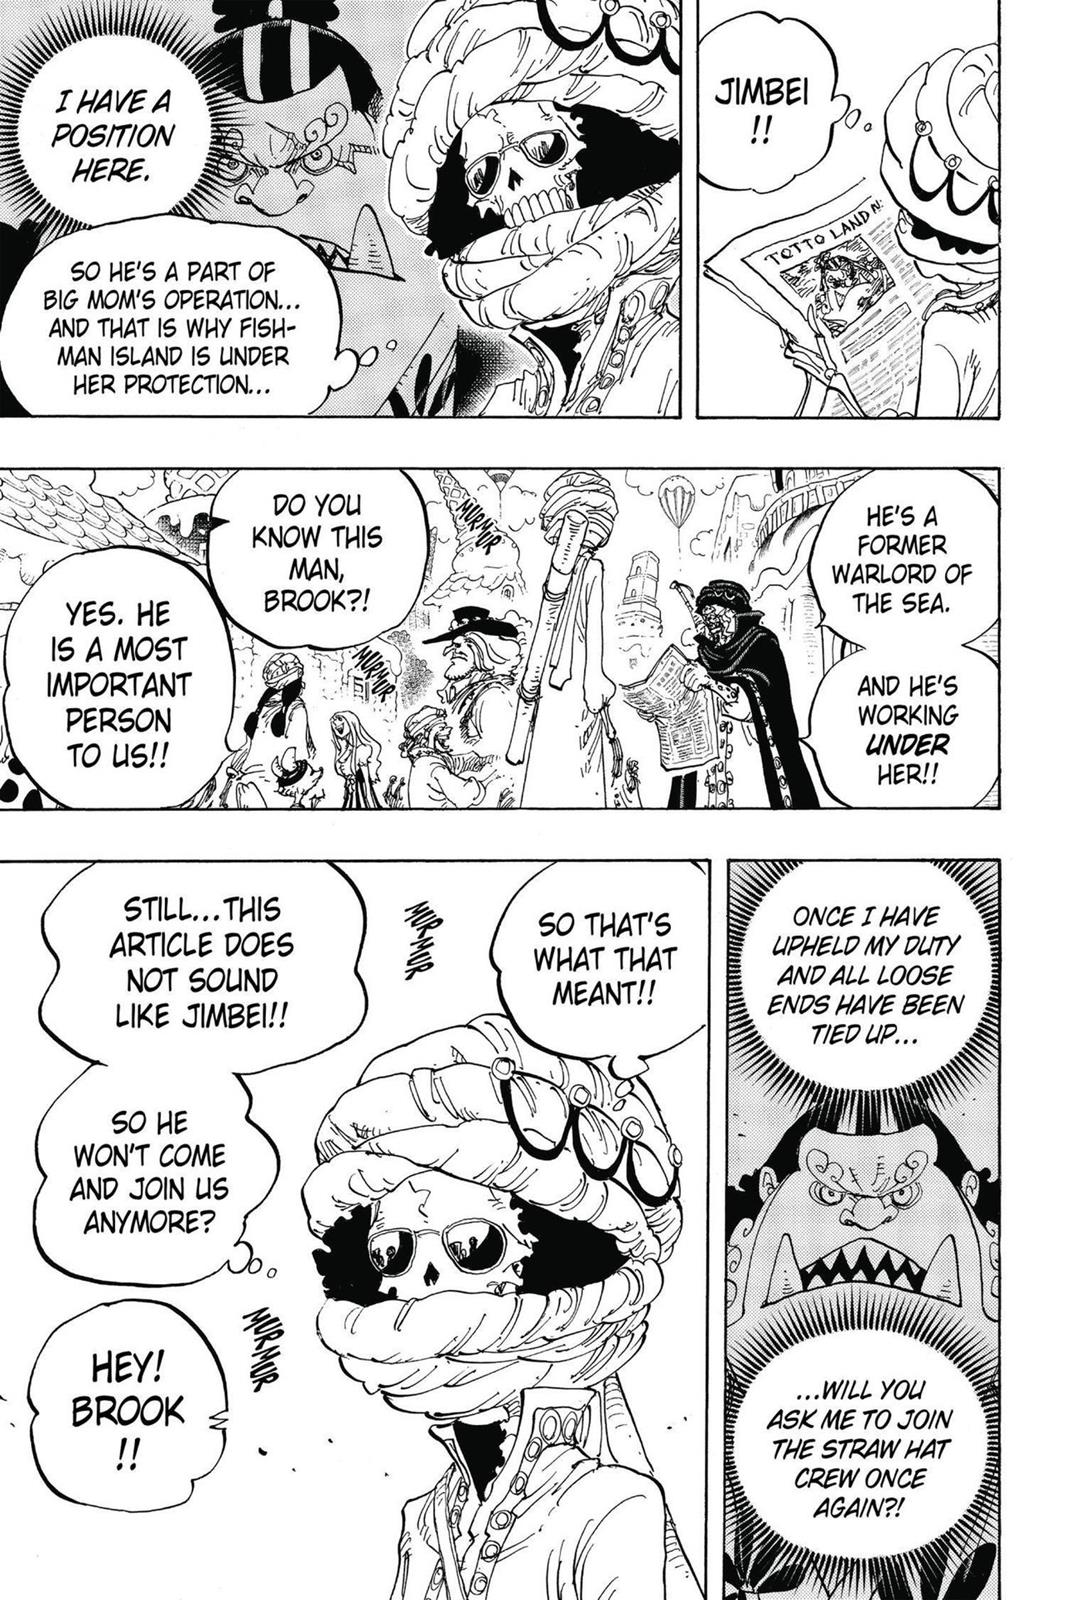 JIMBEI
!!
TOTTO LAND
I HAVE A
POSITION
HERE.
SO HE'S A PART OF
BIG MOM'S OPERATION...
AND THAT IS WHY FISH-
MAN ISLAND IS UNDER
HER PROTECTION...
HE'S A
FORMER
WARLORD OF
THE SEA.
AND HE'S
WORKING
UNDER
HER!!
MUR-MUR
DO YOU
KNOW THIS
MAN,
BROOK?!
MUR-MUR
YES. HE
IS A MOST
IMPORTANT
PERSON
TO US!!
ONCE I HAVE
UPHELD MY DUTY
AND ALL LOOSE
ENDS HAVE BEEN
TIED UP...
...WILL YOU
ASK ME TO JOIN
THE STRAW HAT
CREW ONCE
AGAIN?!
SO THAT'S
WHAT THAT
MEANT!!
MUR-MUR
STILL...THIS
ARTICLE DOES
NOT SOUND
LIKE JIMBEI!!
SO HE
WON'T COME
AND JOIN US
ANYMORE?
MUR-MUR
HEY!
BROOK
!!